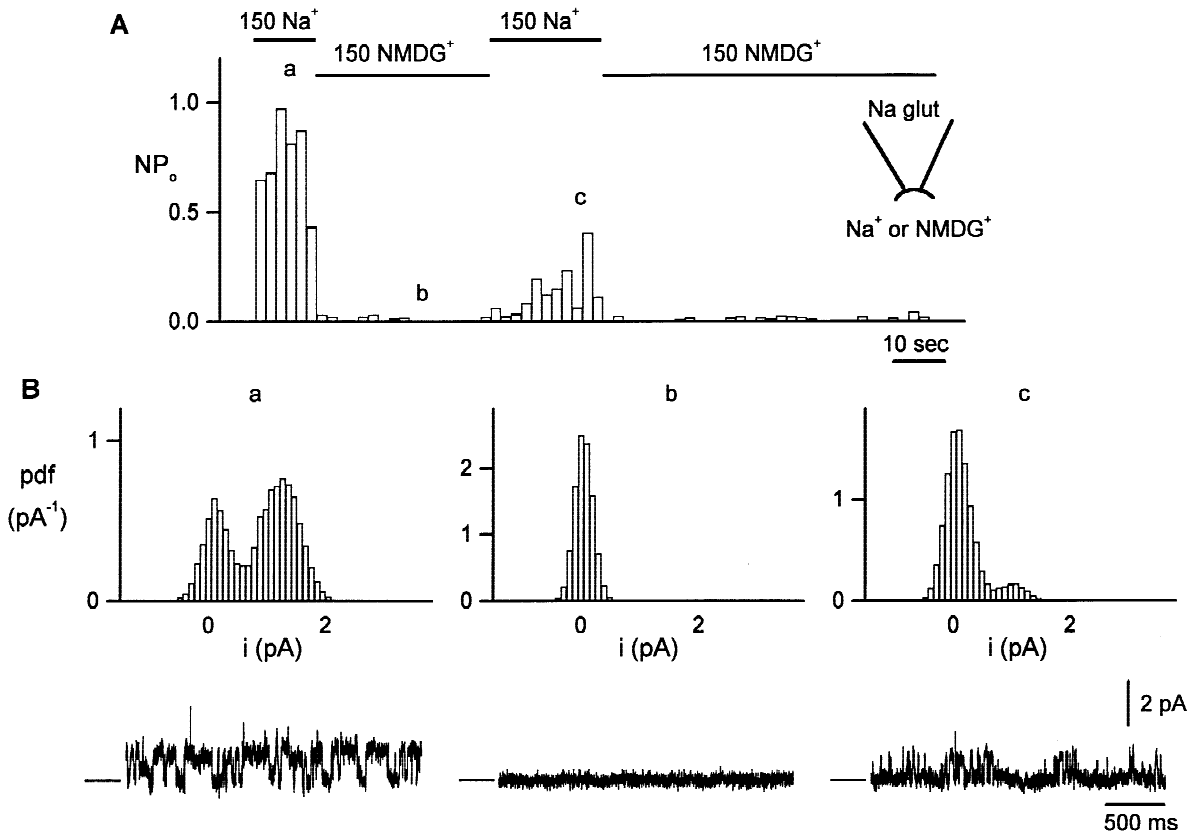 A
150 Na⁺
150 Na⁺
150 NMDG⁺
150 NMDG⁺
a
1.0
Na glut
NPₒ
c
0.5
Na⁺ or NMDG⁺
b
0.0
10 sec
B
a
b
c
1
2
1
0
pdf
(pA⁻¹)
1
0
0
0
2
0
2
0
2
i (pA)
i (pA)
i (pA)
2 pA
500 ms